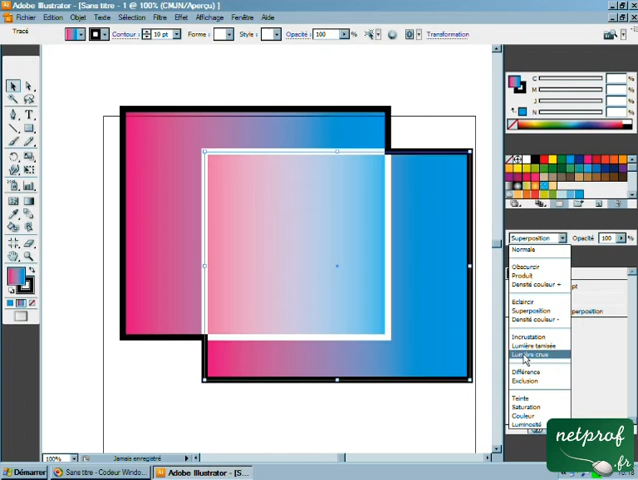 Adobe Illustrator - [Sans titre - 1 @ 100% (CMJN/Aperçu) ]
Fichier Edition Objet Texte Sélection Filtre Effet Affichage Fenêtre Aide
Tracé
Contour : 10 pt Forme : Style : Opacité : 100 % Transformation
C
M
J
N
%
Superposition Opacité 100 %
Normale
Obscurcir
Produit
Densité couleur +
pt
Eclaircir
Superposition
Densité couleur -
perposition
Incrustation
Lumière tamisée
Lumière crue
Différence
Exclusion
Teinte
Saturation
Couleur
Luminosité
100% Jamais enregistré
Démarrer Sans titre - Codeur Windo... Adobe Illustrator - [S...
netprof
.fr